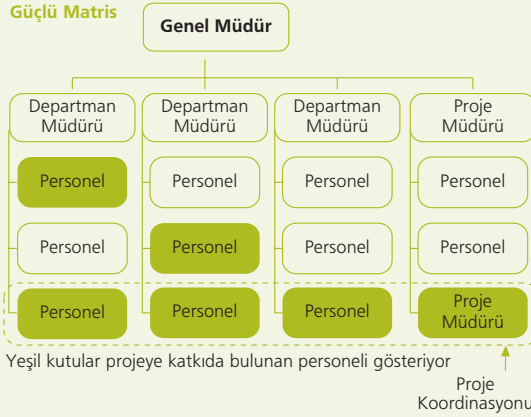 Güçlü Matris
Genel Müdür
Departman Müdürü
Departman Müdürü
Departman Müdürü
Proje Müdürü
Personel
Personel
Personel
Personel
Personel
Personel
Personel
Personel
Personel
Personel
Personel
Proje Müdürü
Yeşil kutular projeye katkıda bulunan personeli gösteriyor
Proje
Koordinasyonu